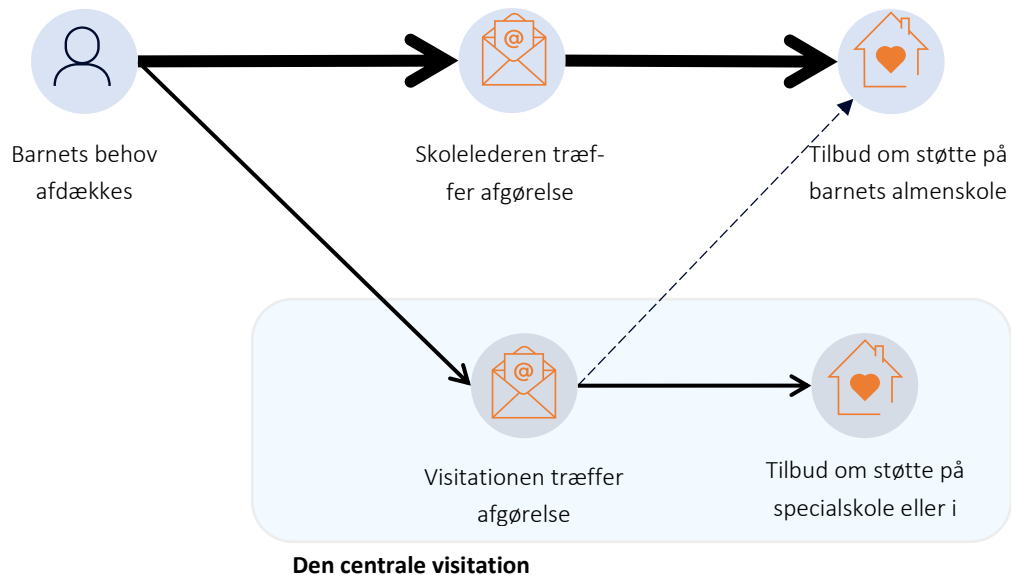 Barnets behov
afdækkes
Skolelederen træf-
fer afgørelse
Tilbud om støtte på
barnets almenskole
@
@
Visitationen træffer
afgørelse
Tilbud om støtte på
specialskole eller i
Den centrale visitation